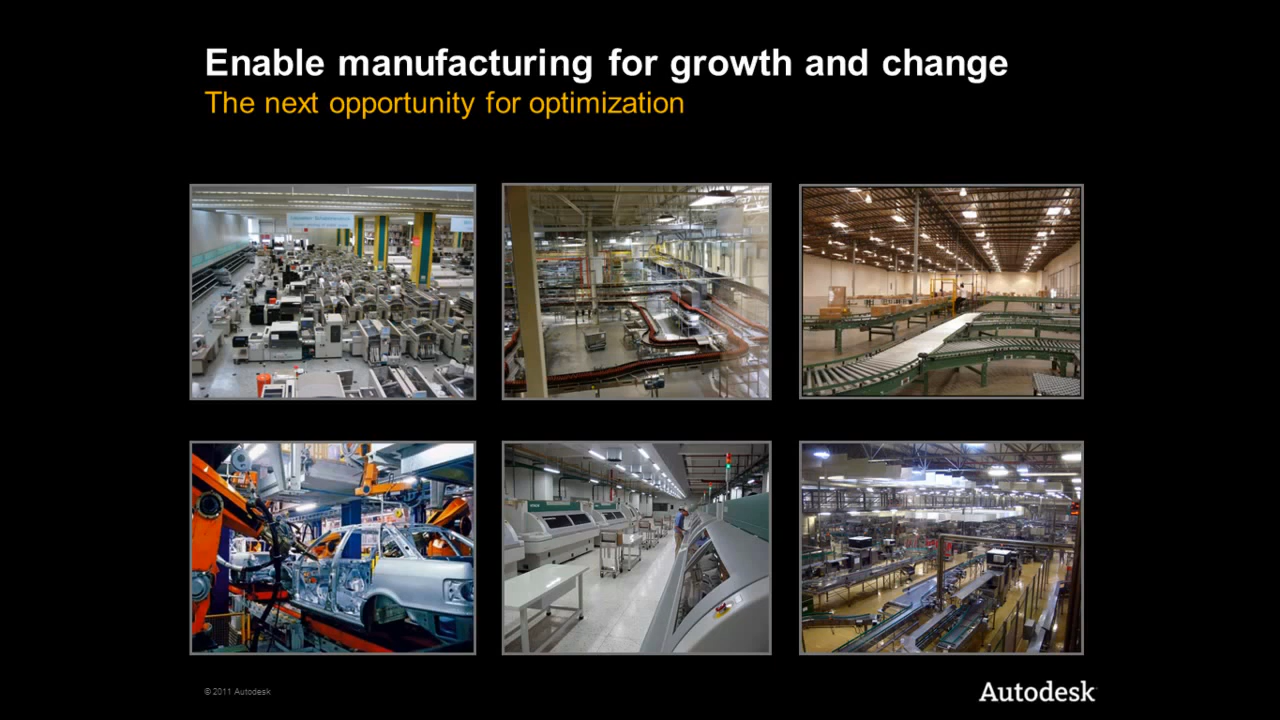 Enable manufacturing for growth and change
The next opportunity for optimization
© 2011 Autodesk
Autodesk